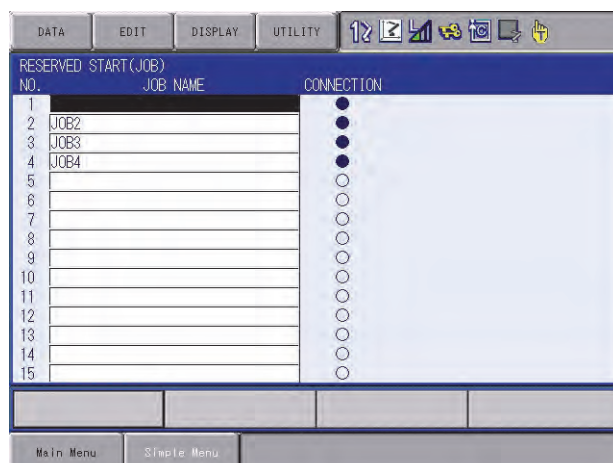 DATA EDIT DISPLAY UTILITY
RESERVED START(JOB)
NO. JOB NAME CONNECTION
1
2 JOB2
3 JOB3
4 JOB4
5
6
7
8
9
10
11
12
13
14
15
Main Menu Simple Menu